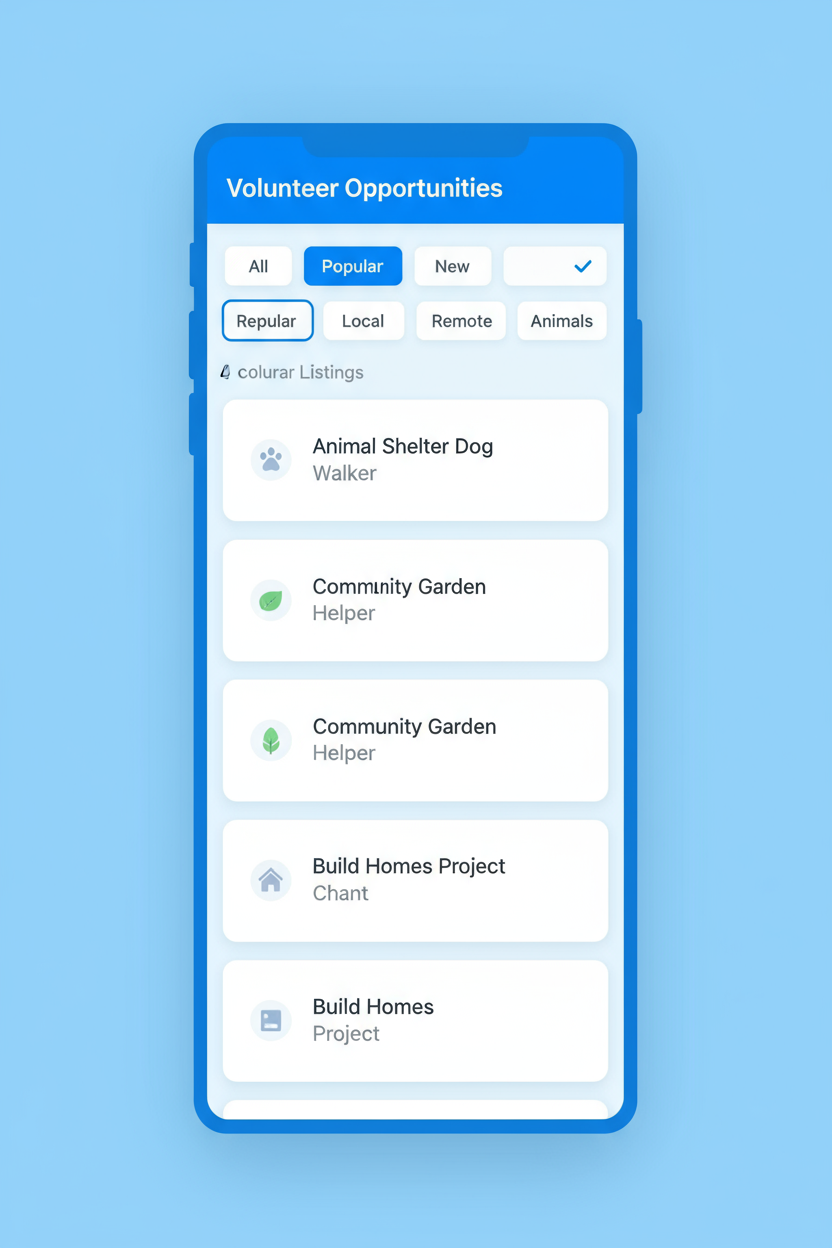 Volunteer Opportunities
All Popular New
Repular Local Remote Animals
colurar Listings
Animal Shelter Dog
Walker
Community Garden
Helper
Community Garden
Helper
Build Homes Project
Chant
Build Homes
Project